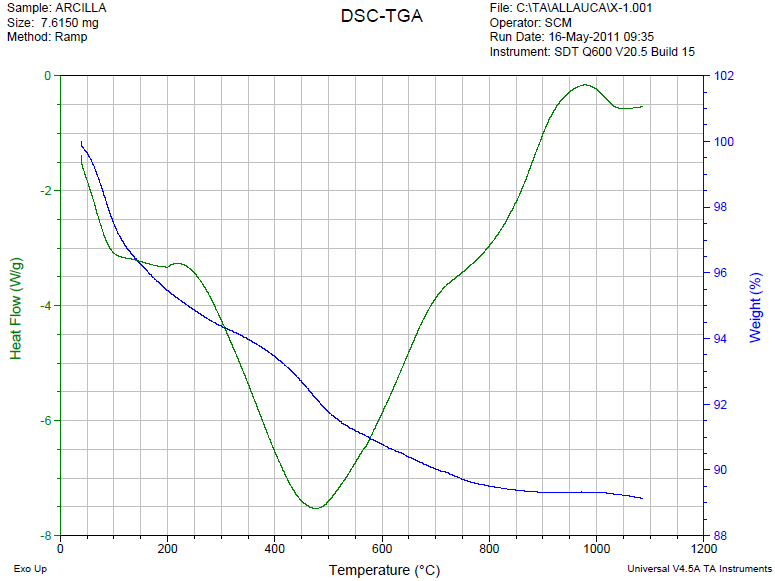 Sample: ARCILLA
Size: 7.6150 mg
Method: Ramp
DSC-TGA
File: C:\TA\ALLAUCA\X-1.001
Operator: SCM
Run Date: 16-May-2011 09:35
Instrument: SDT Q600 V20.5 Build 15
0
-2
-4
-6
-8
Heat Flow (W/g)
102
100
98
96
94
92
90
88
Weight (%)
0 200 400 600 800 1000 1200
Exo Up
Temperature (°C)
Universal V4.5A TA Instruments